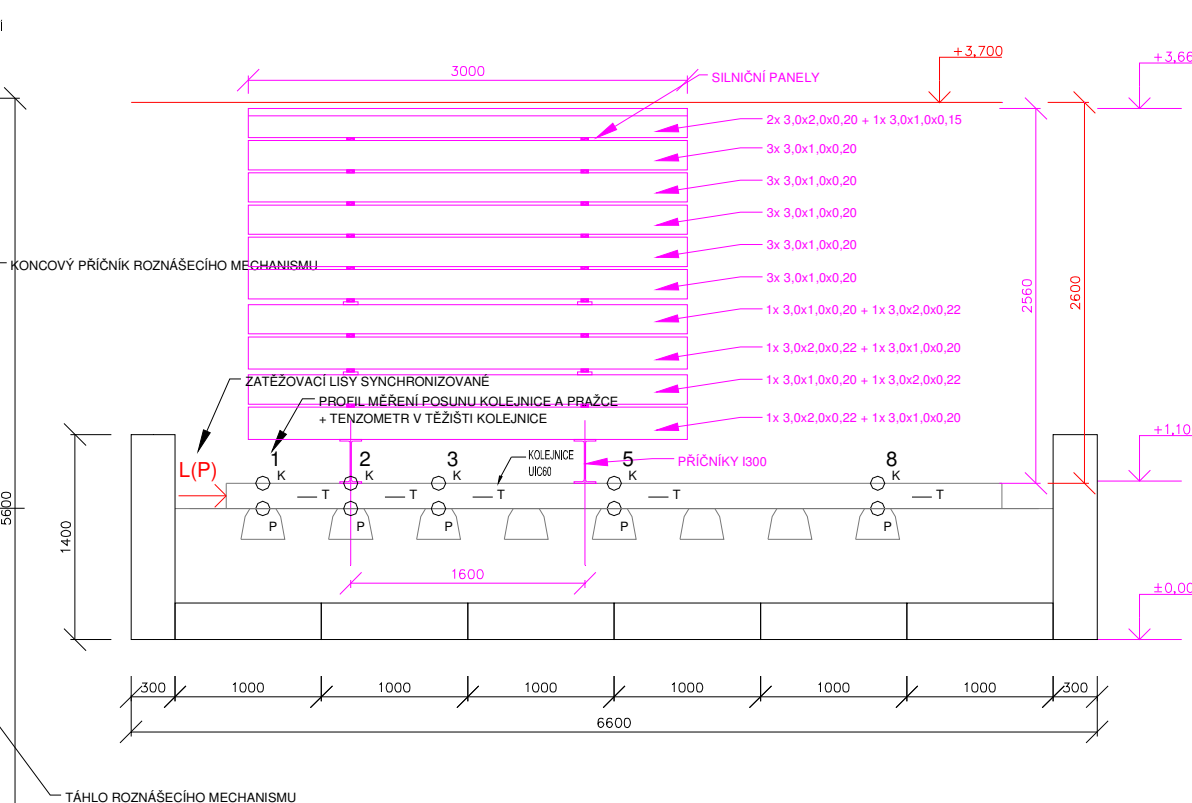 +3,700
3000
SILNIČNÍ PANELY
2x 3,0x2,0x0,20 + 1x 3,0x1,0x0,15
3x 3,0x1,0x0,20
3x 3,0x1,0x0,20
3x 3,0x1,0x0,20
3x 3,0x1,0x0,20
3x 3,0x1,0x0,20
1x 3,0x1,0x0,20 + 1x 3,0x2,0x0,22
1x 3,0x2,0x0,22 + 1x 3,0x1,0x0,20
1x 3,0x1,0x0,20 + 1x 3,0x2,0x0,22
1x 3,0x2,0x0,22 + 1x 3,0x1,0x0,20
2560
2600
KONCOVÝ PŘÍČNÍK ROZNÁŠECÍHO MECHANISMU
ZATĚŽOVACÍ LISY SYNCHRONIZOVANÉ
PROFIL MĚŘENÍ POSUNU KOLEJNICE A PRAŽCE
+ TENZOMETR V TĚŽIŠTI KOLEJNICE
KOLEJNICE
UIC60
PŘÍČNÍKY I300
+1,10
L(P)
1 2 3 5 8
K K K K K
T T T T T
P P P P P
5600
1400
1600
±0,00
300 1000 1000 1000 1000 1000 1000 300
6600
TÁHLO ROZNÁŠECÍHO MECHANISMU